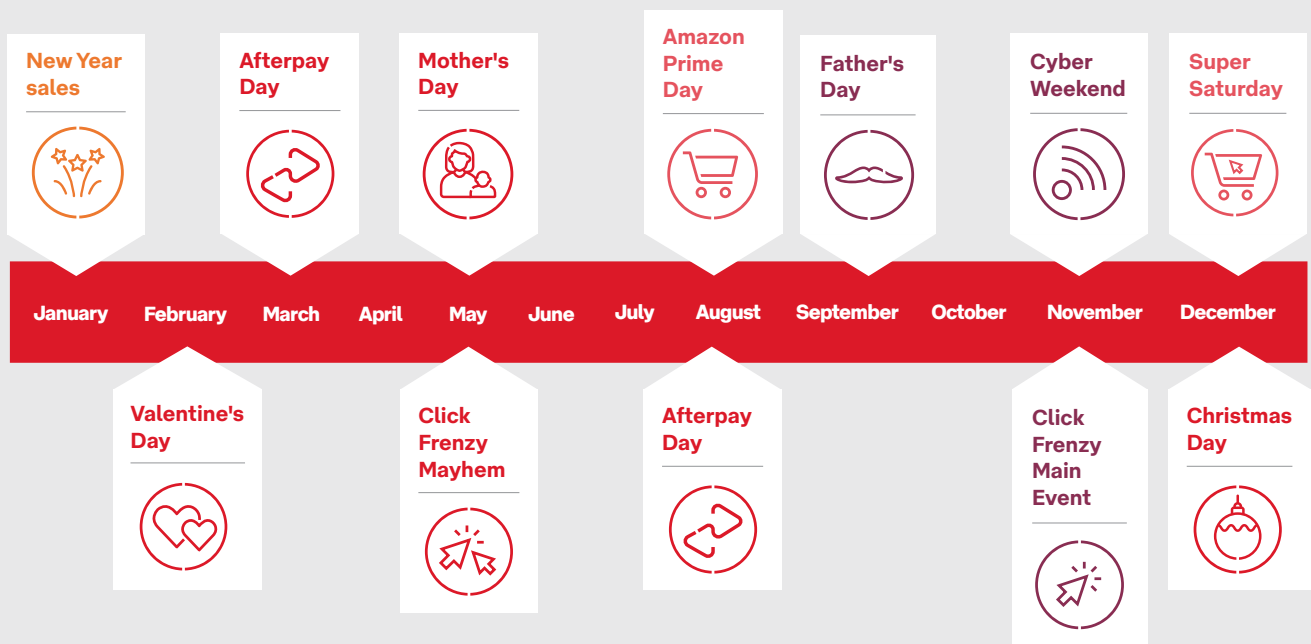 New Year
sales
Afterpay
Day
Mother's
Day
Amazon
Prime
Day
Father's
Day
Cyber
Weekend
Super
Saturday
January
February
March
April
May
June
July
August
September
October
November
December
Valentine's
Day
Click
Frenzy
Mayhem
Afterpay
Day
Click
Frenzy
Main
Event
Christmas
Day